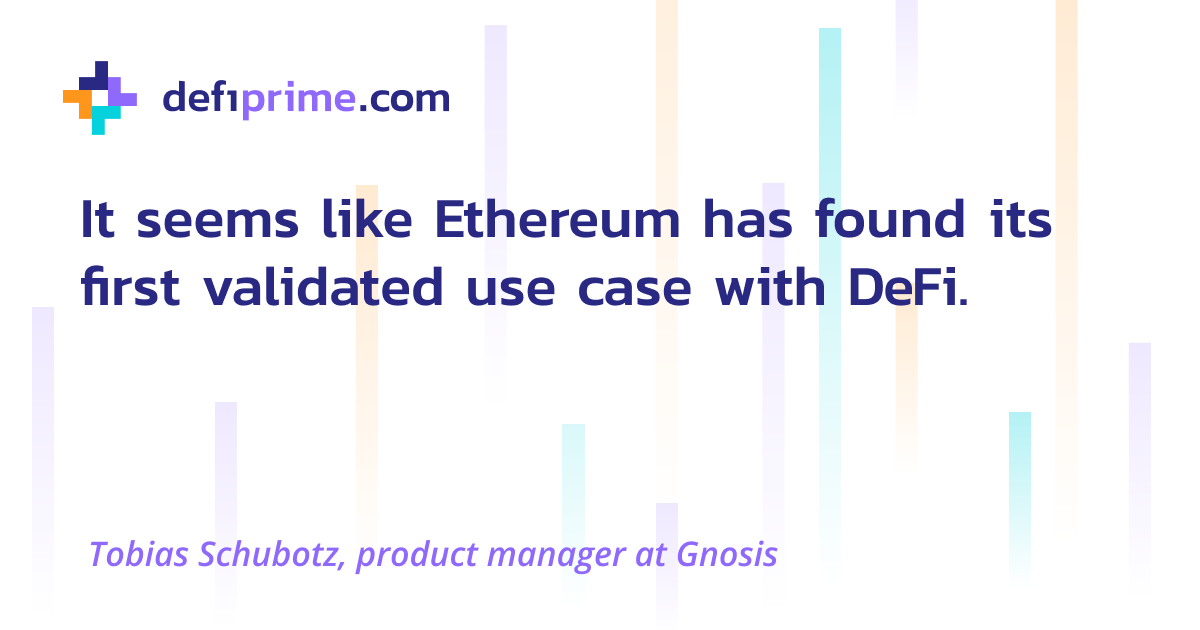 defiprime.com
It seems like Ethereum has found its
first validated use case with DeFi.
Tobias Schubotz, product manager at Gnosis